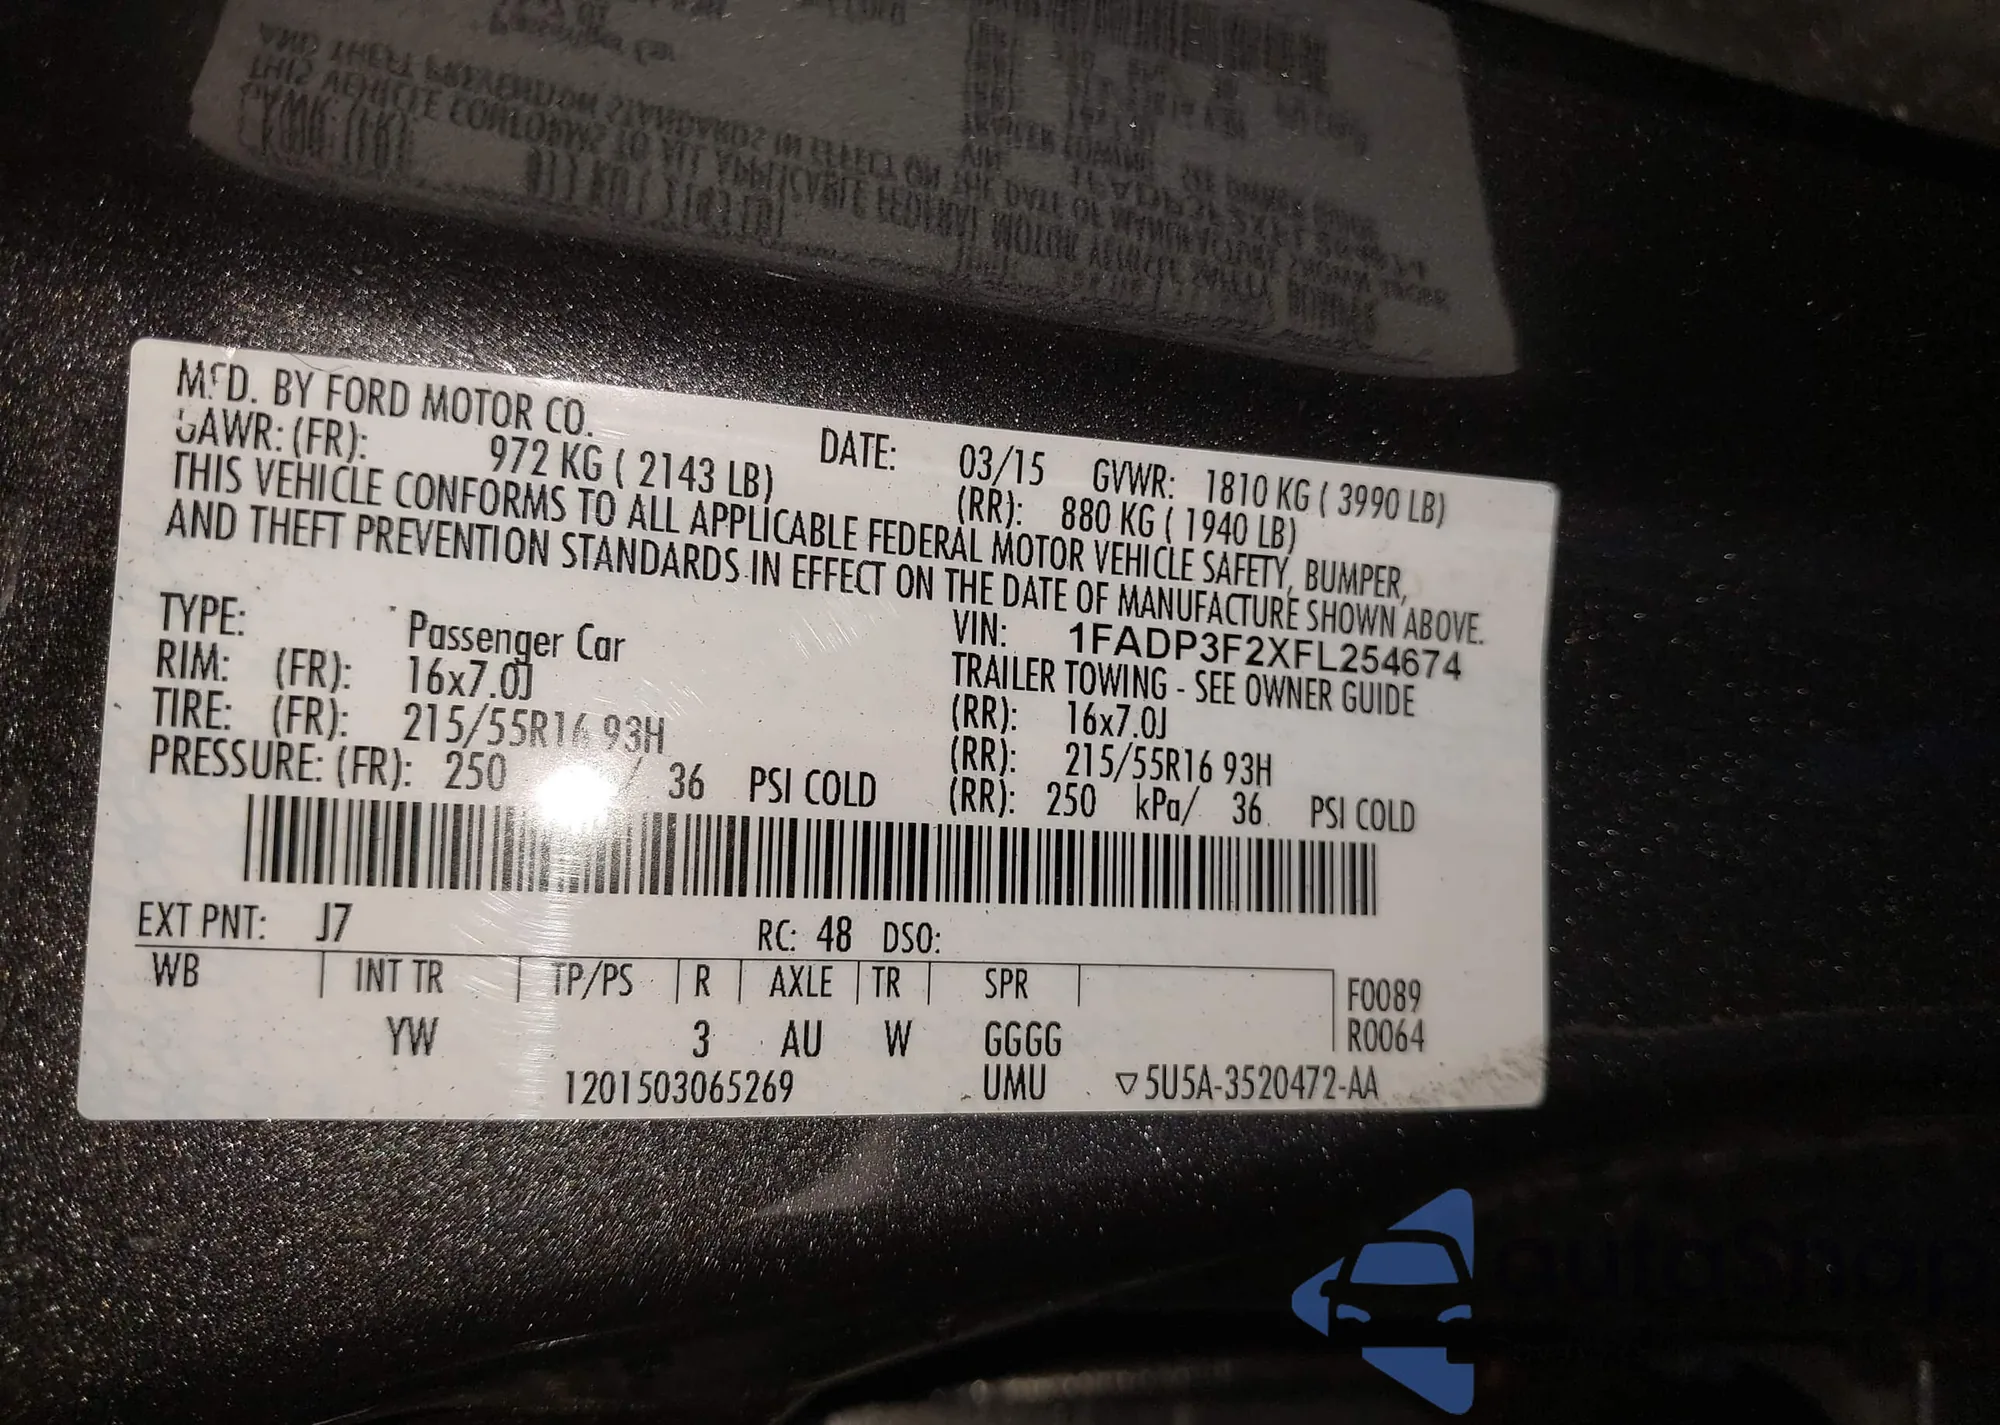 MFD. BY FORD MOTOR CO. DATE: 03/15 GVWR: 1810 KG ( 3990 LB)
GAWR: (FR): 972 KG ( 2143 LB) (RR): 880 KG ( 1940 LB)
THIS VEHICLE CONFORMS TO ALL APPLICABLE FEDERAL MOTOR VEHICLE SAFETY, BUMPER,
AND THEFT PREVENTION STANDARDS IN EFFECT ON THE DATE OF MANUFACTURE SHOWN ABOVE.
VIN: 1FADP3F2XFL254674
TYPE: Passenger Car TRAILER TOWING - SEE OWNER GUIDE
RIM: (FR): 16x7.0J (RR): 16x7.0J
TIRE: (FR): 215/55R16 93H (RR): 215/55R16 93H
PRESSURE: (FR): 250 / 36 PSI COLD (RR): 250 kPa/ 36 PSI COLD
EXT PNT: J7 RC: 48 DSO:
WB INT TR TP/PS R AXLE TR SPR F0089
YW 3 AU W GGGG R0064
1201503065269 UMU ▽5U5A-3520472-AA